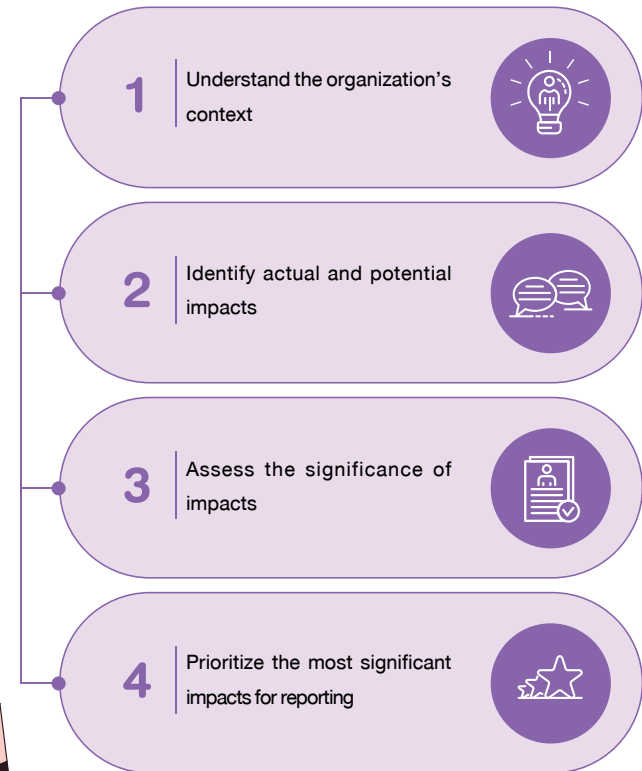 1
Understand the organization's
context
2
Identify actual and potential
impacts
3
Assess the significance of
impacts
4
Prioritize the most significant
impacts for reporting